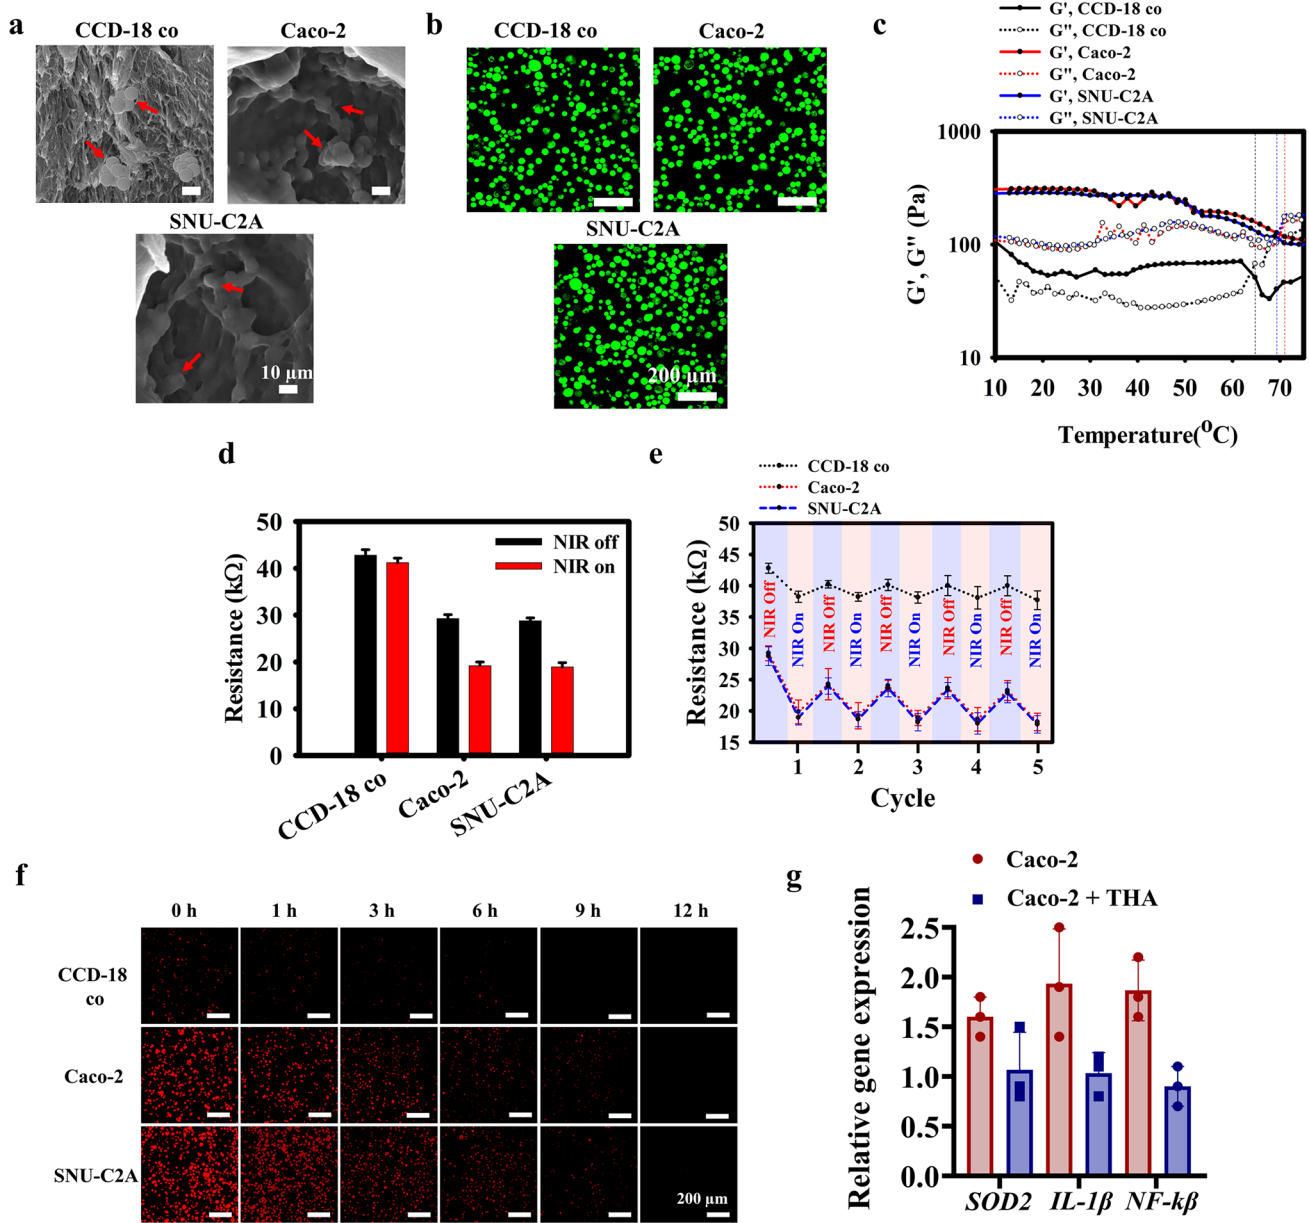 a
CCD-18 co
Caco-2
SNU-C2A
10 µm
b
CCD-18 co
Caco-2
SNU-C2A
200 µm
c
G', CCD-18 co
G", CCD-18 co
G', Caco-2
G", Caco-2
G', SNU-C2A
G", SNU-C2A
G', G" (Pa)
1000
100
10
10 20 30 40 50 60 70
Temperature(⁰C)
d
Resistance (kΩ)
50
40
30
20
10
0
NIR off
NIR on
CCD-18 co
Caco-2
SNU-C2A
e
CCD-18 co
Caco-2
SNU-C2A
Resistance (kΩ)
50
45
40
35
30
25
20
15
NIR Off
NIR On
NIR Off
NIR On
NIR Off
NIR On
NIR Off
NIR On
NIR Off
NIR On
1 2 3 4 5
Cycle
f
0 h 1 h 3 h 6 h 9 h 12 h
CCD-18
co
Caco-2
SNU-C2A
200 µm
g
Caco-2
Caco-2 + THA
Relative gene expression
2.5
2.0
1.5
1.0
0.5
0.0
SOD2 IL-1β NF-kβ